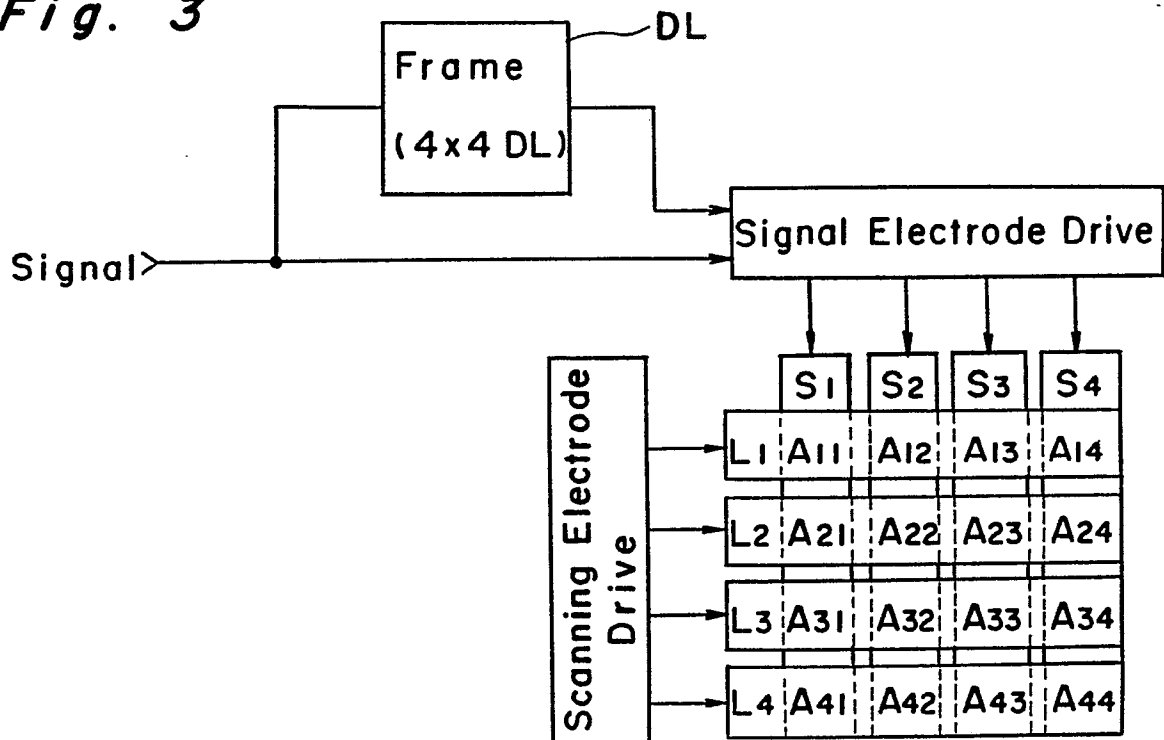 Fig. 3
DL
Frame
(4x4 DL)
Signal Electrode Drive
Signal
S1 S2 S3 S4
Scanning Electrode
Drive
L1 A11 A12 A13 A14
L2 A21 A22 A23 A24
L3 A31 A32 A33 A34
L4 A41 A42 A43 A44